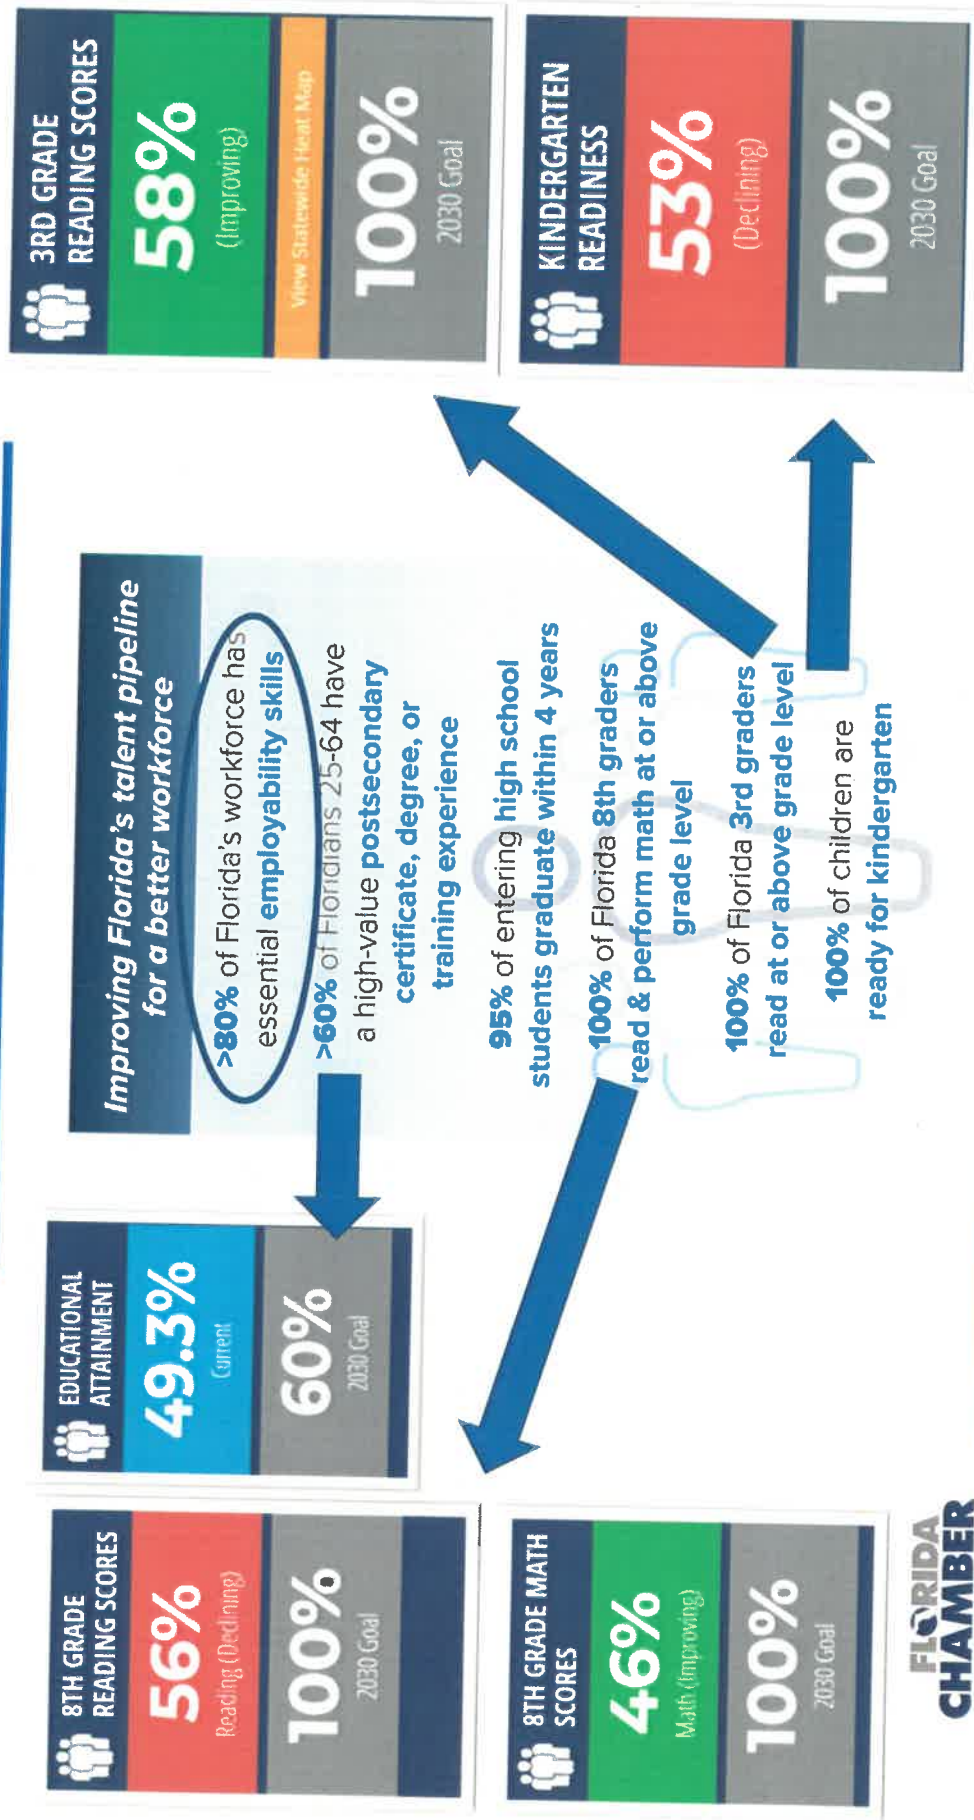 8TH GRADE
READING SCORES
56%
Reading (Declining)
100%
2030 Goal
EDUCATIONAL
ATTAINMENT
49.3%
Current
60%
2030 Goal
8TH GRADE MATH
SCORES
46%
Math (Improving)
100%
2030 Goal
Improving Florida's talent pipeline
for a better workforce
>80% of Florida's workforce has
essential employability skills
>60% of Floridians 25-64 have
a high-value postsecondary
certificate, degree, or
training experience
95% of entering high school
students graduate within 4 years
100% of Florida 8th graders
read & perform math at or above
grade level
100% of Florida 3rd graders
read at or above grade level
100% of children are
ready for kindergarten
3RD GRADE
READING SCORES
58%
(Improving)
View Statewide Heat Map
100%
2030 Goal
KINDERGARTEN
READINESS
53%
(Declining)
100%
2030 Goal
FLORIDA
CHAMBER